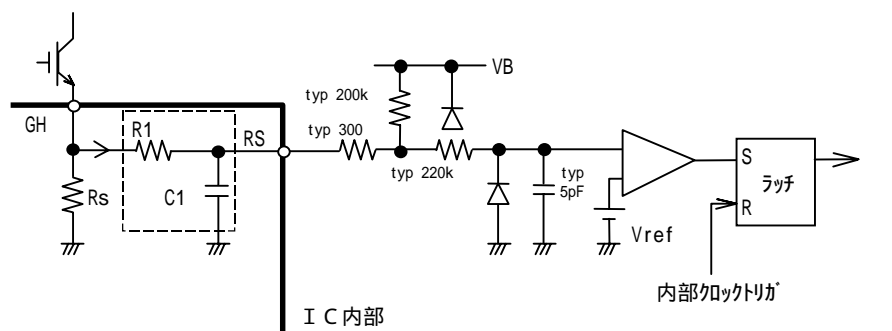 VB
typ 200k
GH
R1
RS
typ 300
typ 220k
typ
5pF
Rs
C1
Vref
S
ﾗｯﾁ
R
内部ｸﾛｯｸﾄﾘｶﾞ
ＩＣ内部